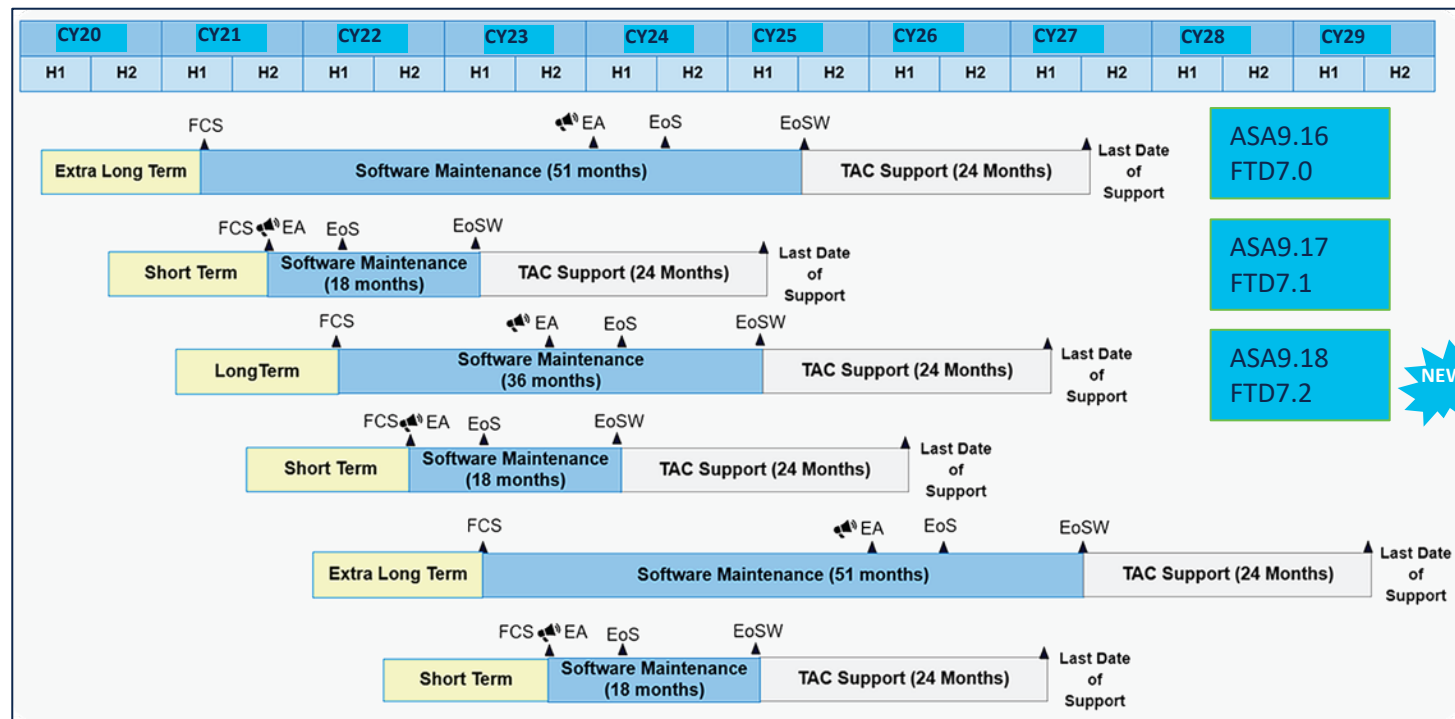 CY20 CY21 CY22 CY23 CY24 CY25 CY26 CY27 CY28 CY29
H1 H2 H1 H2 H1 H2 H1 H2 H1 H2 H1 H2 H1 H2 H1 H2 H1 H2 H1 H2
FCS EA EoS EoSW
Extra Long Term Software Maintenance (51 months) TAC Support (24 Months)
Last Date
of
Support
ASA9.16
FTD7.0
FCS EA EoS EoSW
Short Term
Software Maintenance
(18 months)
TAC Support (24 Months)
Last Date
of
Support
ASA9.17
FTD7.1
FCS EA EoS EoSW
LongTerm
Software Maintenance
(36 months)
TAC Support (24 Months)
Last Date
of
Support
ASA9.18
FTD7.2
NEW
FCS EA EoS EoSW
Short Term
Software Maintenance
(18 months)
TAC Support (24 Months)
Last Date
of
Support
FCS EA EoS EoSW
Extra Long Term Software Maintenance (51 months) TAC Support (24 Months)
Last Date
of
Support
FCS EA EoS EoSW
Short Term
Software Maintenance
(18 months)
TAC Support (24 Months)
Last Date
of
Support